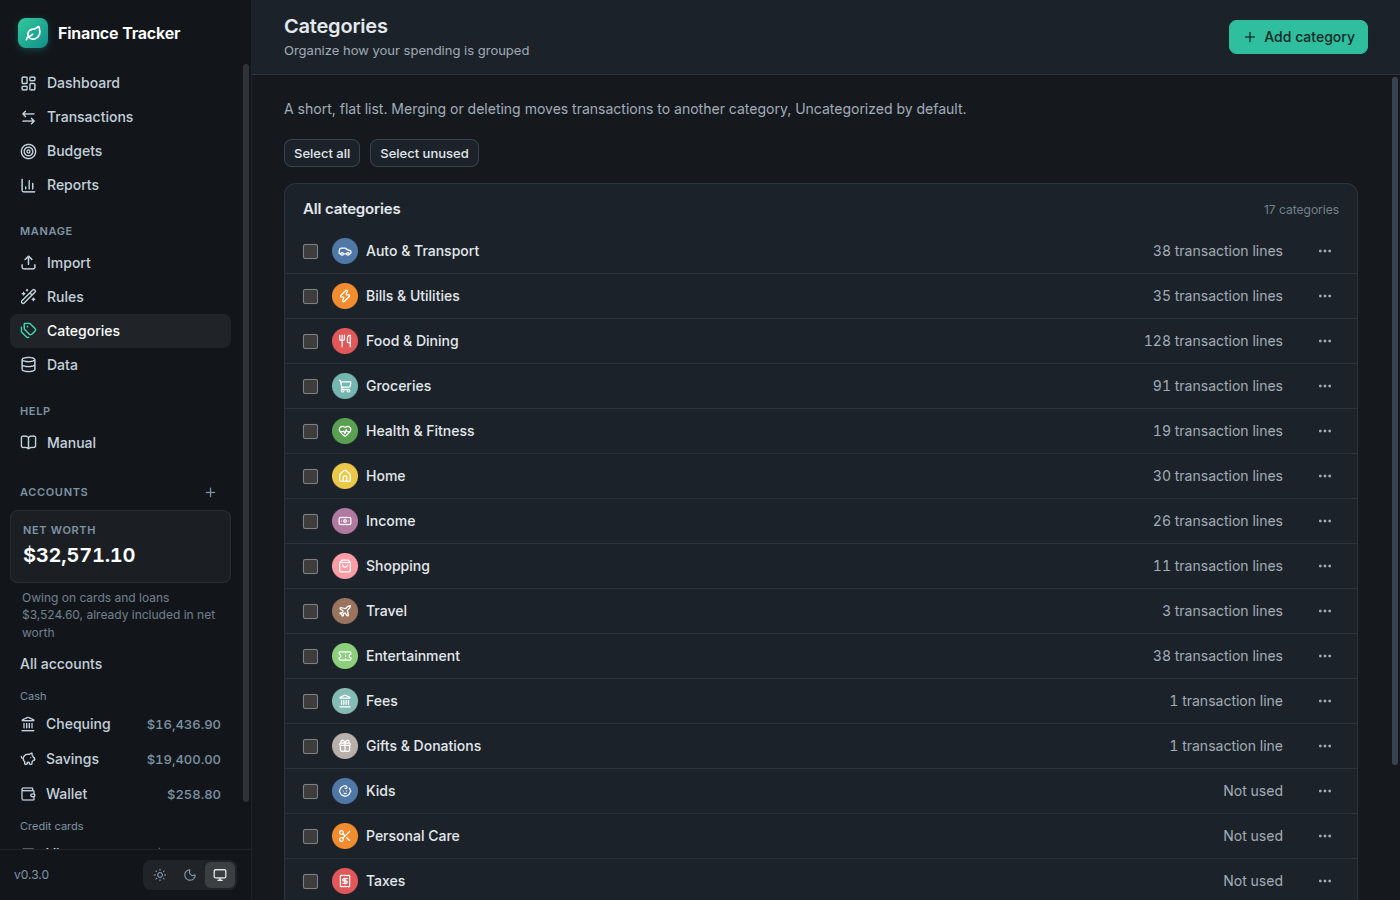 Finance Tracker
Dashboard
Transactions
Budgets
Reports
MANAGE
Import
Rules
Categories
Data
HELP
Manual
ACCOUNTS
NET WORTH
$32,571.10
Owing on cards and loans
$3,524.60, already included in net
worth
All accounts
Cash
Chequing $16,436.90
Savings $19,400.00
Wallet $258.80
Credit cards
v0.3.0
Categories
Organize how your spending is grouped
Add category
A short, flat list. Merging or deleting moves transactions to another category, Uncategorized by default.
Select all Select unused
All categories 17 categories
Auto & Transport 38 transaction lines
Bills & Utilities 35 transaction lines
Food & Dining 128 transaction lines
Groceries 91 transaction lines
Health & Fitness 19 transaction lines
Home 30 transaction lines
Income 26 transaction lines
Shopping 11 transaction lines
Travel 3 transaction lines
Entertainment 38 transaction lines
Fees 1 transaction line
Gifts & Donations 1 transaction line
Kids Not used
Personal Care Not used
Taxes Not used